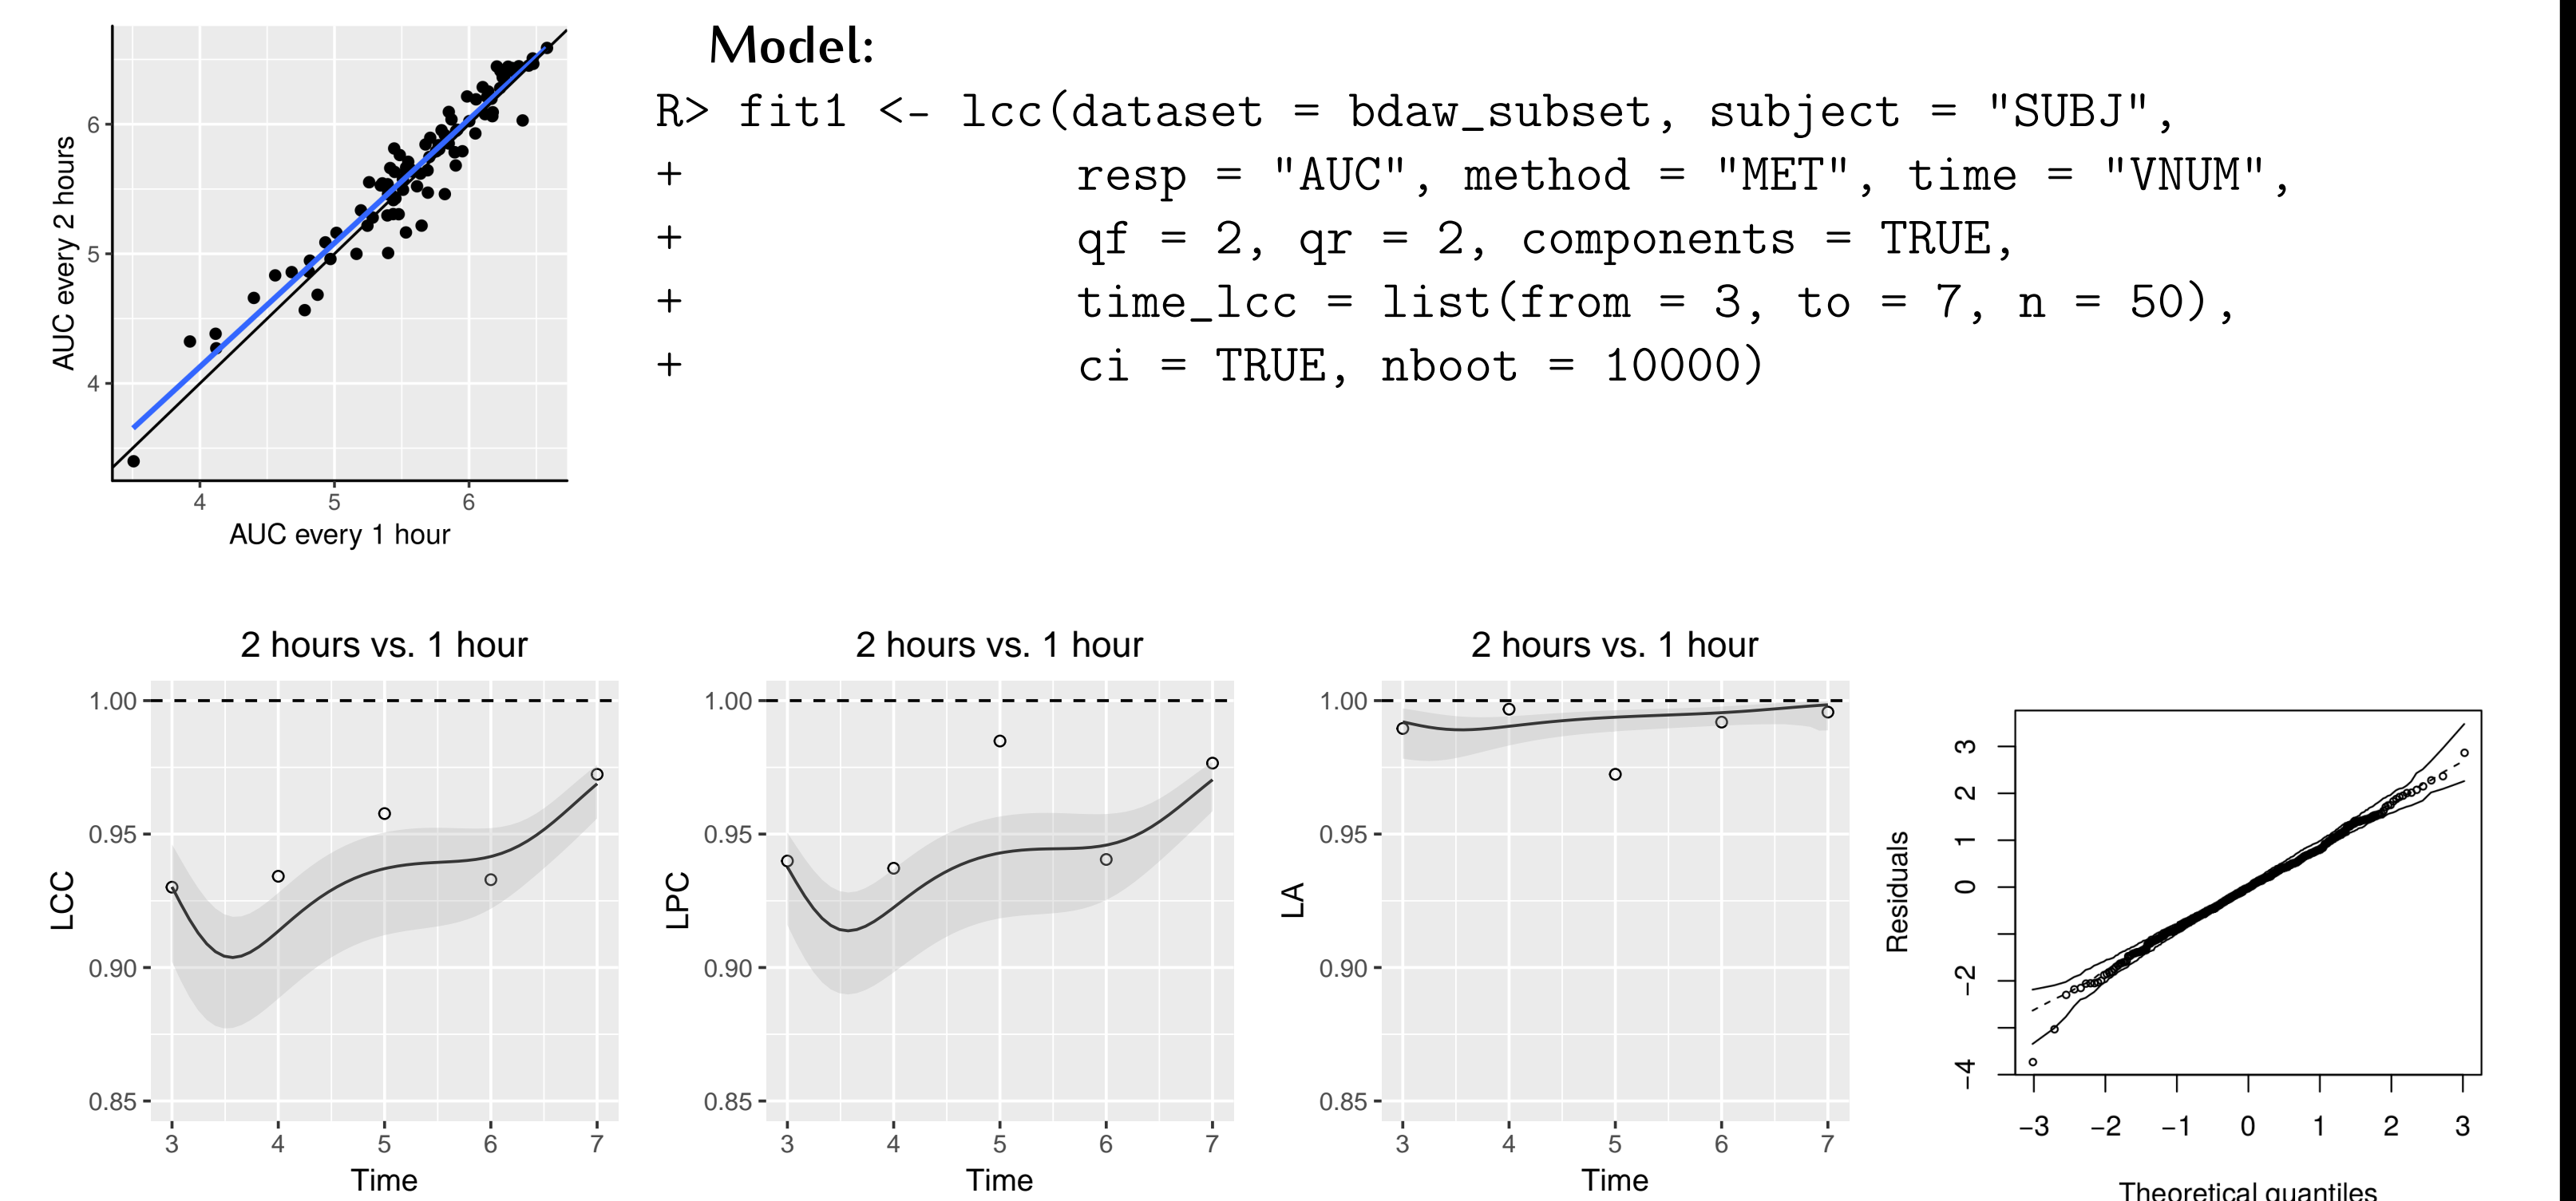 Model:
R> fit1 <- lcc(dataset = bdaw_subset, subject = "SUBJ",
+ resp = "AUC", method = "MET", time = "VNUM",
+ qf = 2, qr = 2, components = TRUE,
+ time_lcc = list(from = 3, to = 7, n = 50),
+ ci = TRUE, nboot = 10000)
AUC every 2 hours
6
5
4
4 5 6
AUC every 1 hour
2 hours vs. 1 hour
LCC
1.00
0.95
0.90
0.85
3 4 5 6 7
Time
2 hours vs. 1 hour
LPC
1.00
0.95
0.90
0.85
3 4 5 6 7
Time
2 hours vs. 1 hour
LA
1.00
0.95
0.90
0.85
3 4 5 6 7
Time
Residuals
3
2
1
0
−2
−4
−3 −2 −1 0 1 2 3
Theoretical quantiles